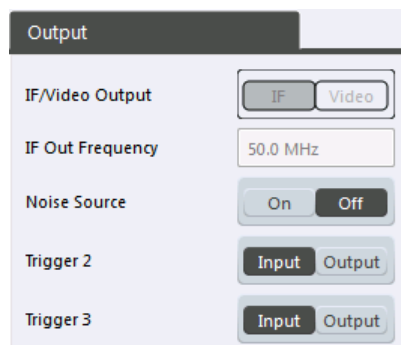 Output
IF/Video Output IF Video
IF Out Frequency 50.0 MHz
Noise Source On Off
Trigger 2 Input Output
Trigger 3 Input Output